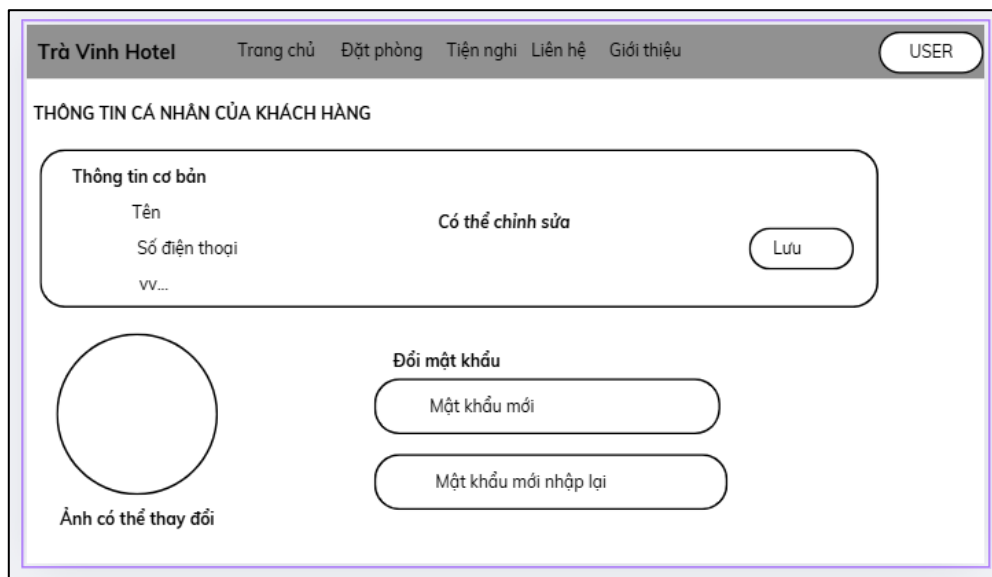 Trà Vinh Hotel Trang chủ Đặt phòng Tiện nghi Liên hệ Giới thiệu USER
THÔNG TIN CÁ NHÂN CỦA KHÁCH HÀNG
Thông tin cơ bản
Tên
Có thể chỉnh sửa
Số điện thoại
Lưu
vv...
Đổi mật khẩu
Mật khẩu mới
Mật khẩu mới nhập lại
Ảnh có thể thay đổi